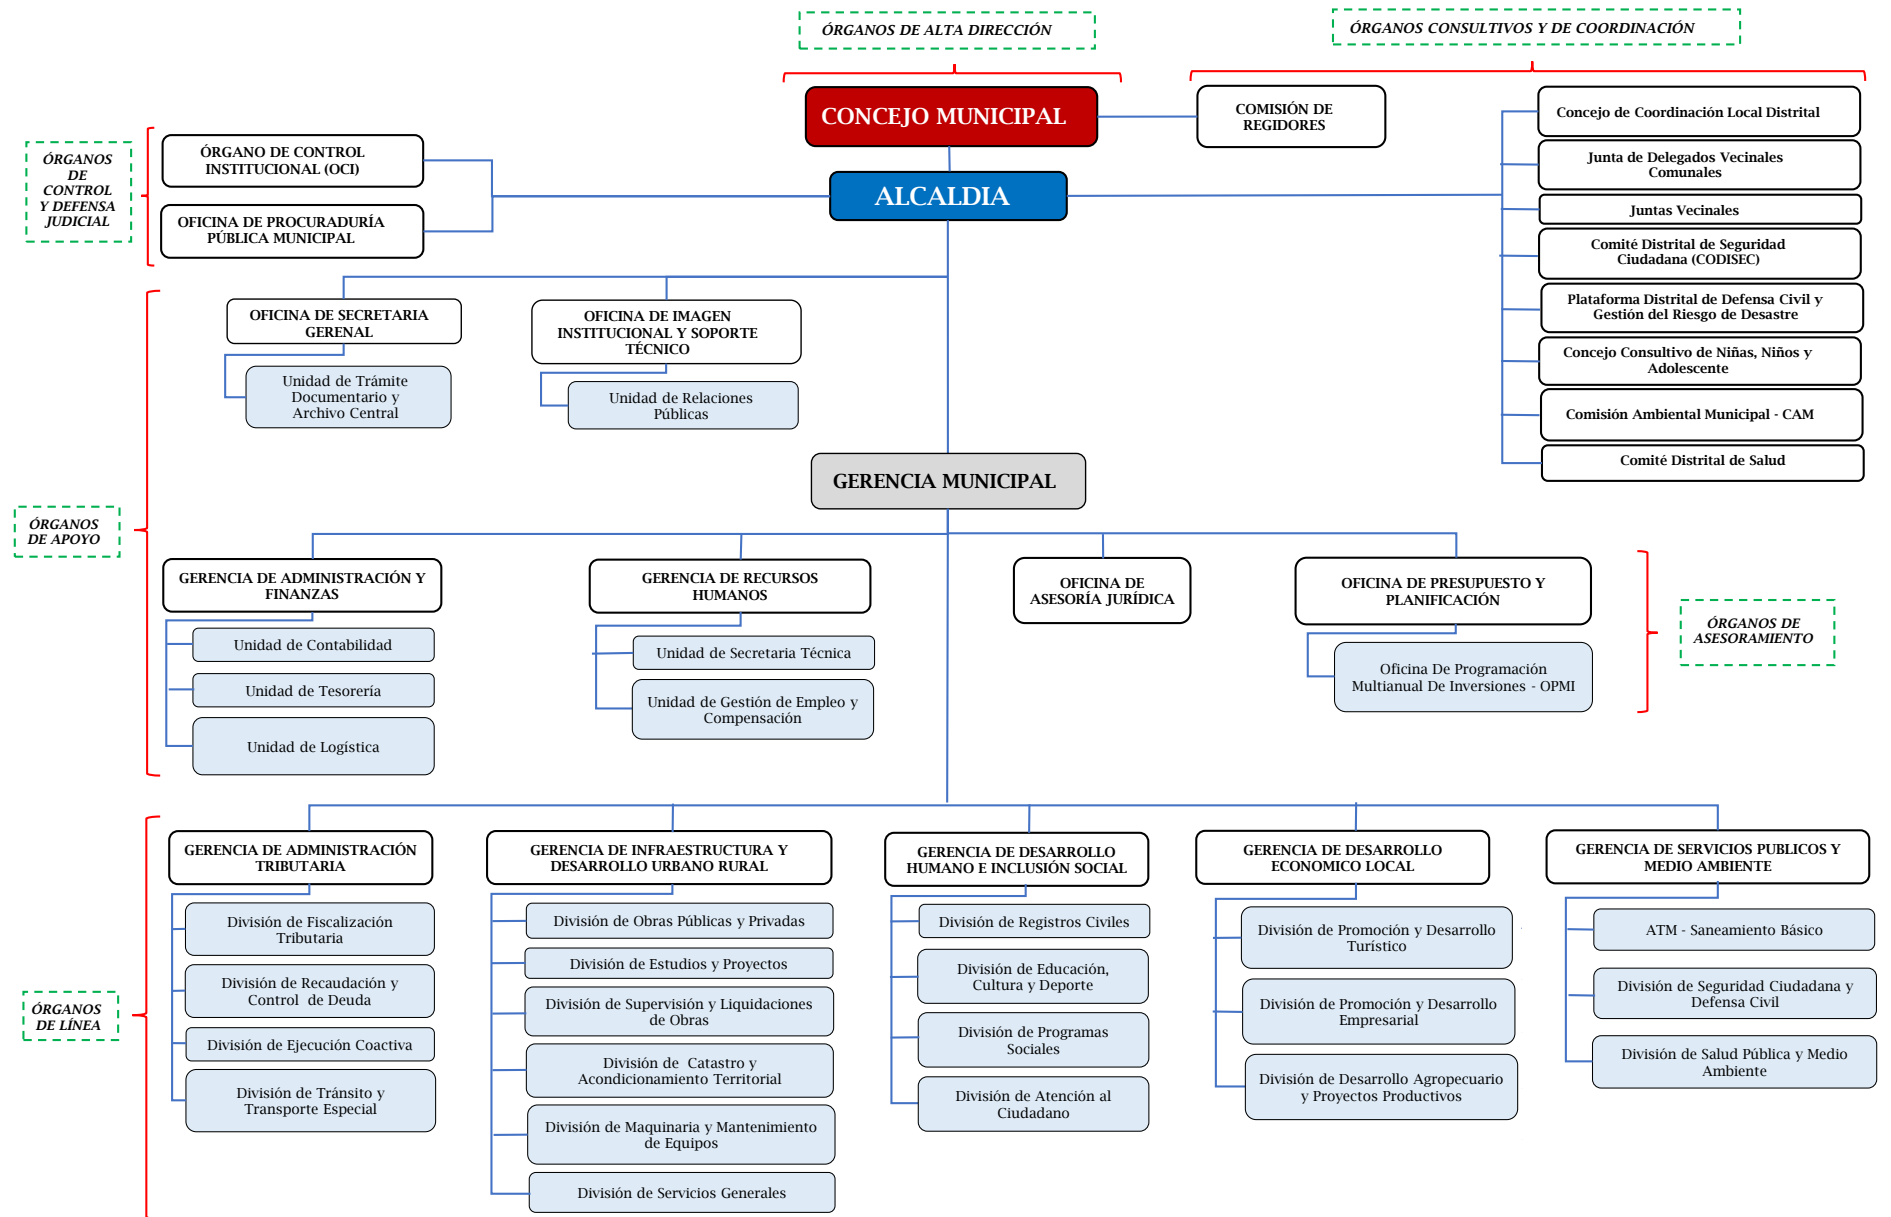 ÓRGANOS DE ALTA DIRECCIÓN
ÓRGANOS CONSULTIVOS Y DE COORDINACIÓN
CONCEJO MUNICIPAL
COMISIÓN DE
REGIDORES
ALCALDIA
ÓRGANOS
DE
CONTROL
Y DEFENSA
JUDICIAL
ÓRGANO DE CONTROL
INSTITUCIONAL (OCI)
OFICINA DE PROCURADURÍA
PÚBLICA MUNICIPAL
Concejo de Coordinación Local Distrital
Junta de Delegados Vecinales
Comunales
Juntas Vecinales
Comité Distrital de Seguridad
Ciudadana (CODISEC)
Plataforma Distrital de Defensa Civil y
Gestión del Riesgo de Desastre
Concejo Consultivo de Niñas, Niños y
Adolescente
Comisión Ambiental Municipal - CAM
Comité Distrital de Salud
OFICINA DE SECRETARIA
GERENAL
Unidad de Trámite
Documentario y
Archivo Central
OFICINA DE IMAGEN
INSTITUCIONAL Y SOPORTE
TÉCNICO
Unidad de Relaciones
Públicas
GERENCIA MUNICIPAL
ÓRGANOS
DE APOYO
GERENCIA DE ADMINISTRACIÓN Y
FINANZAS
Unidad de Contabilidad
Unidad de Tesorería
Unidad de Logística
GERENCIA DE RECURSOS
HUMANOS
Unidad de Secretaria Técnica
Unidad de Gestión de Empleo y
Compensación
OFICINA DE
ASESORÍA JURÍDICA
OFICINA DE PRESUPUESTO Y
PLANIFICACIÓN
Oficina De Programación
Multianual De Inversiones - OPMI
ÓRGANOS DE
ASESORAMIENTO
ÓRGANOS
DE LÍNEA
GERENCIA DE ADMINISTRACIÓN
TRIBUTARIA
División de Fiscalización
Tributaria
División de Recaudación y
Control de Deuda
División de Ejecución Coactiva
División de Tránsito y
Transporte Especial
GERENCIA DE INFRAESTRUCTURA Y
DESARROLLO URBANO RURAL
División de Obras Públicas y Privadas
División de Estudios y Proyectos
División de Supervisión y Liquidaciones
de Obras
División de Catastro y
Acondicionamiento Territorial
División de Maquinaria y Mantenimiento
de Equipos
División de Servicios Generales
GERENCIA DE DESARROLLO
HUMANO E INCLUSIÓN SOCIAL
División de Registros Civiles
División de Educación,
Cultura y Deporte
División de Programas
Sociales
División de Atención al
Ciudadano
GERENCIA DE DESARROLLO
ECONOMICO LOCAL
División de Promoción y Desarrollo
Turístico
División de Promoción y Desarrollo
Empresarial
División de Desarrollo Agropecuario
y Proyectos Productivos
GERENCIA DE SERVICIOS PUBLICOS Y
MEDIO AMBIENTE
ATM - Saneamiento Básico
División de Seguridad Ciudadana y
Defensa Civil
División de Salud Pública y Medio
Ambiente